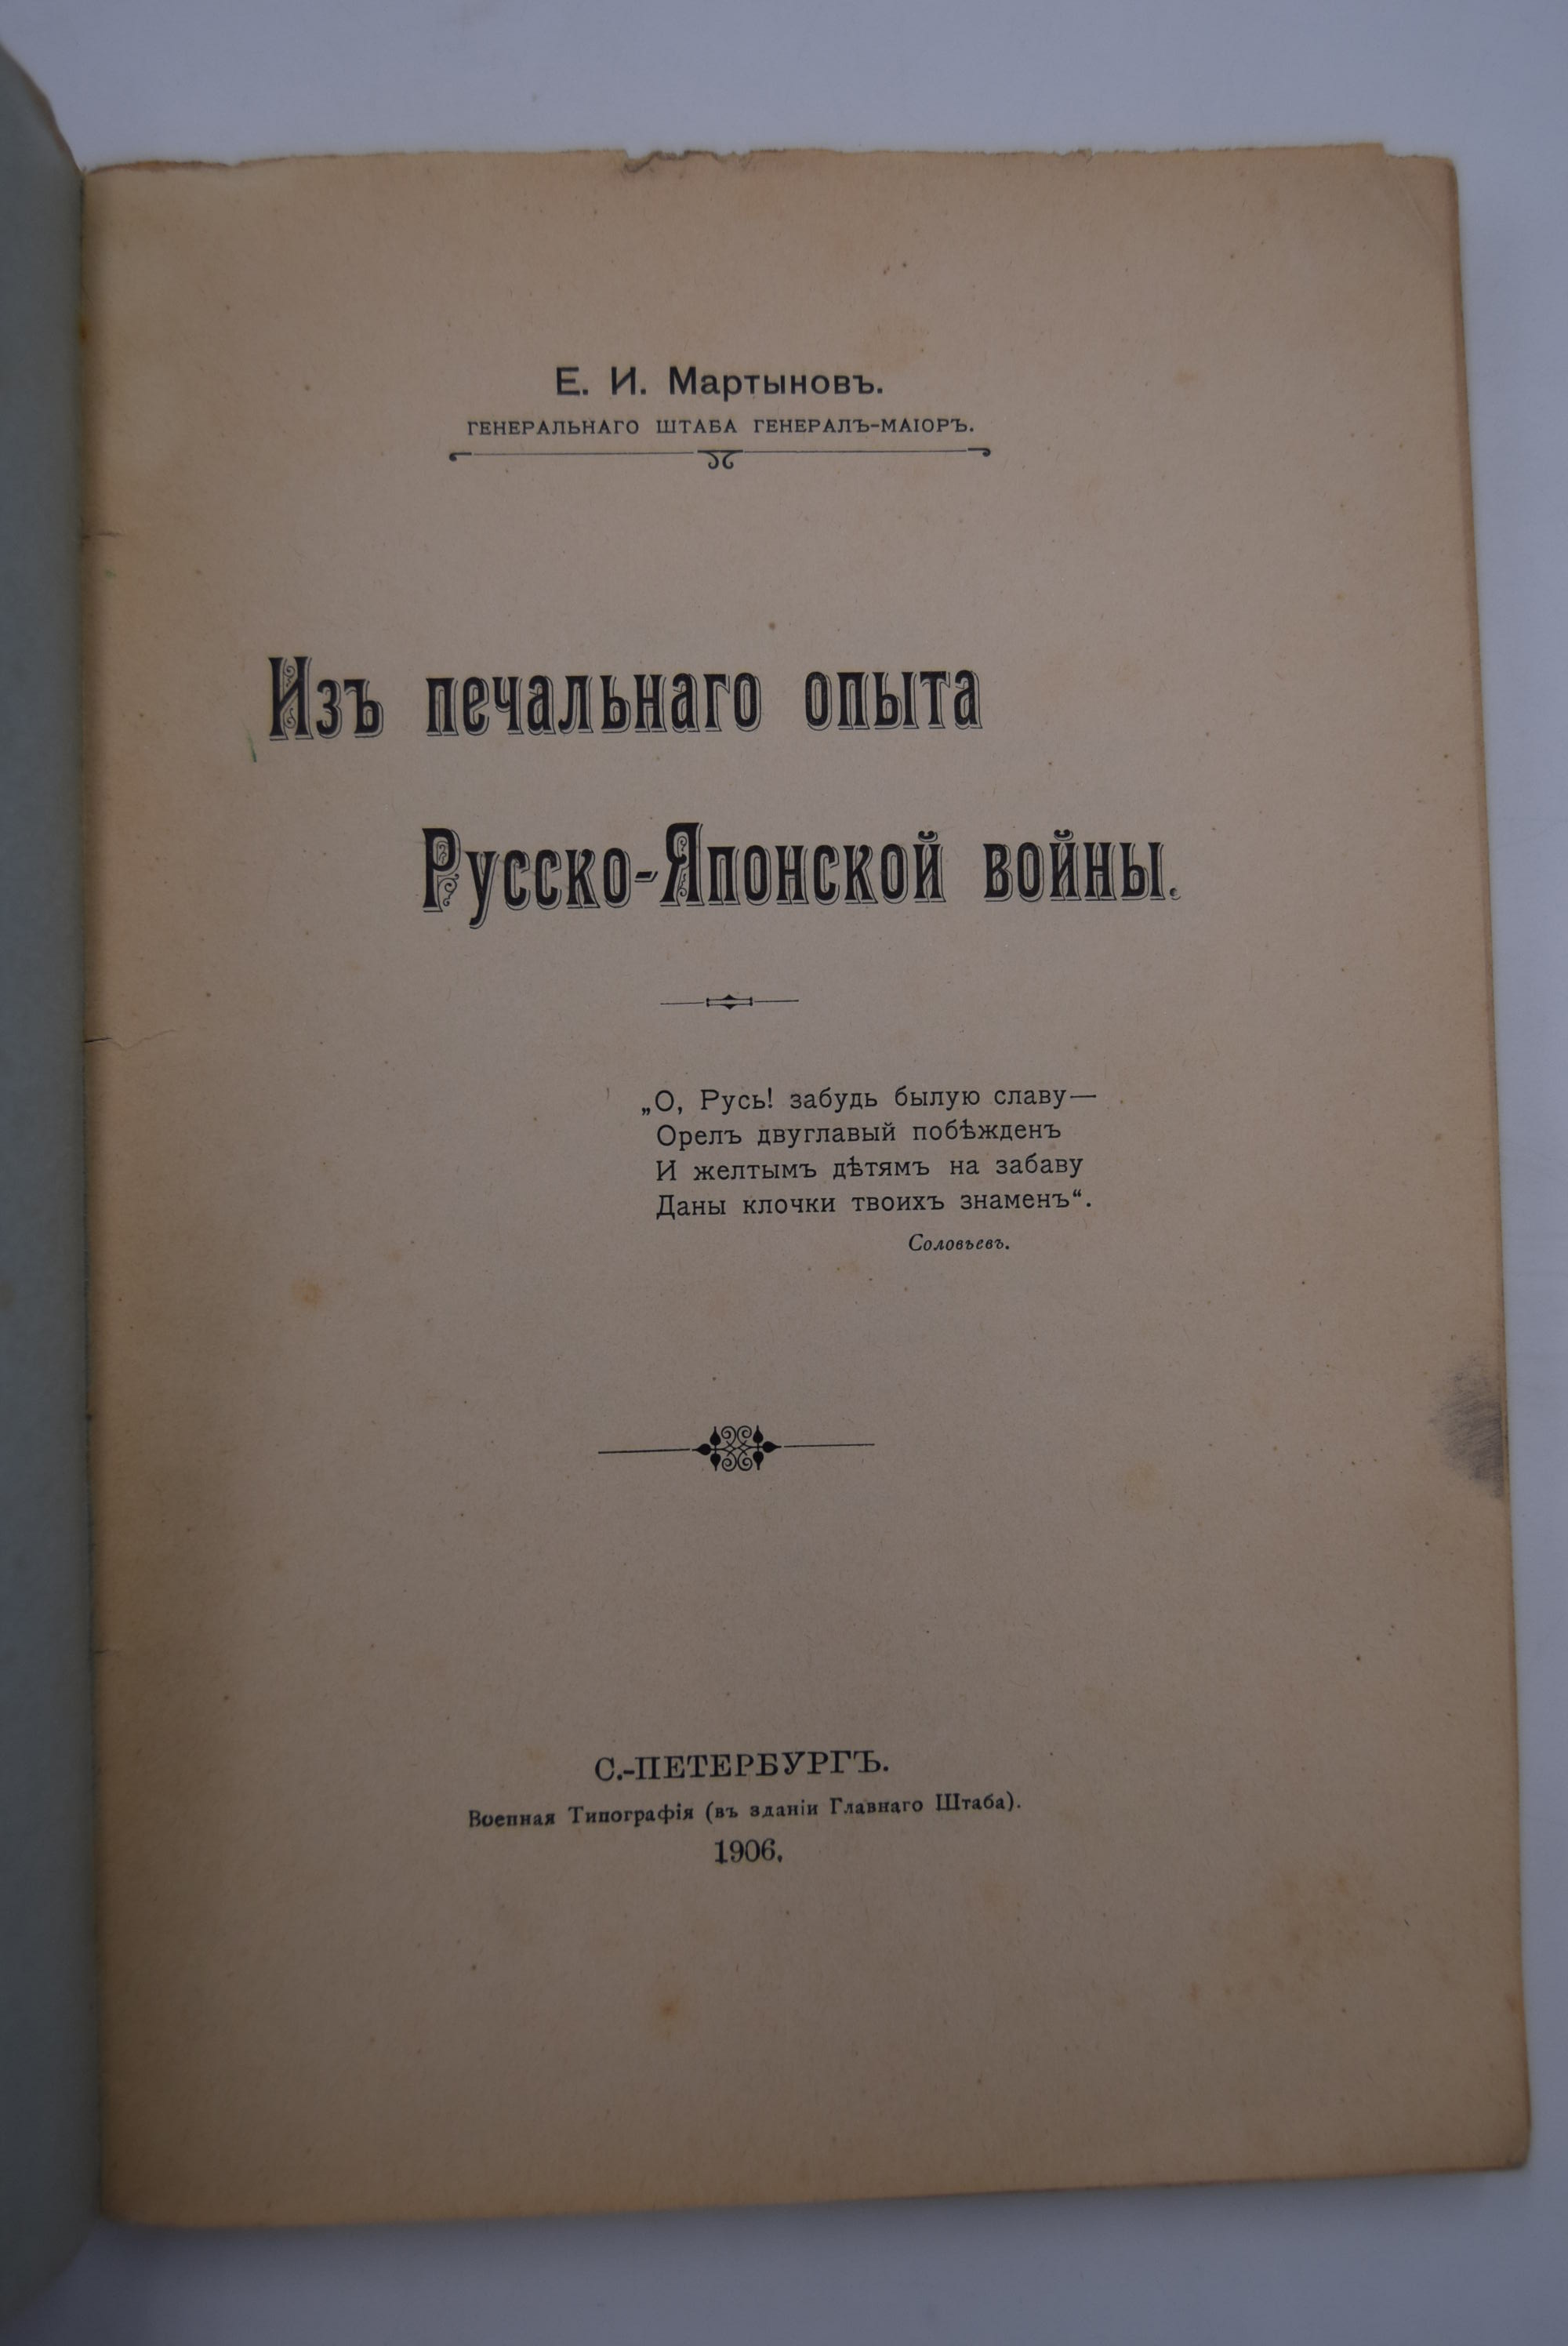 Е. И. Мартыновъ.
ГЕНЕРАЛЬНАГО ШТАБА ГЕНЕРАЛЪ-МАІОРЪ.
Изъ печальнаго опыта
Русско-Японской войны.
„О, Русь! забудь былую славу—
Орелъ двуглавый побѣжденъ
И желтымъ дѣтямъ на забаву
Даны клочки твоихъ знаменъ“.
Соловьевъ.
С.-ПЕТЕРБУРГЪ.
Военная Типографія (въ зданіи Главнаго Штаба).
1906.